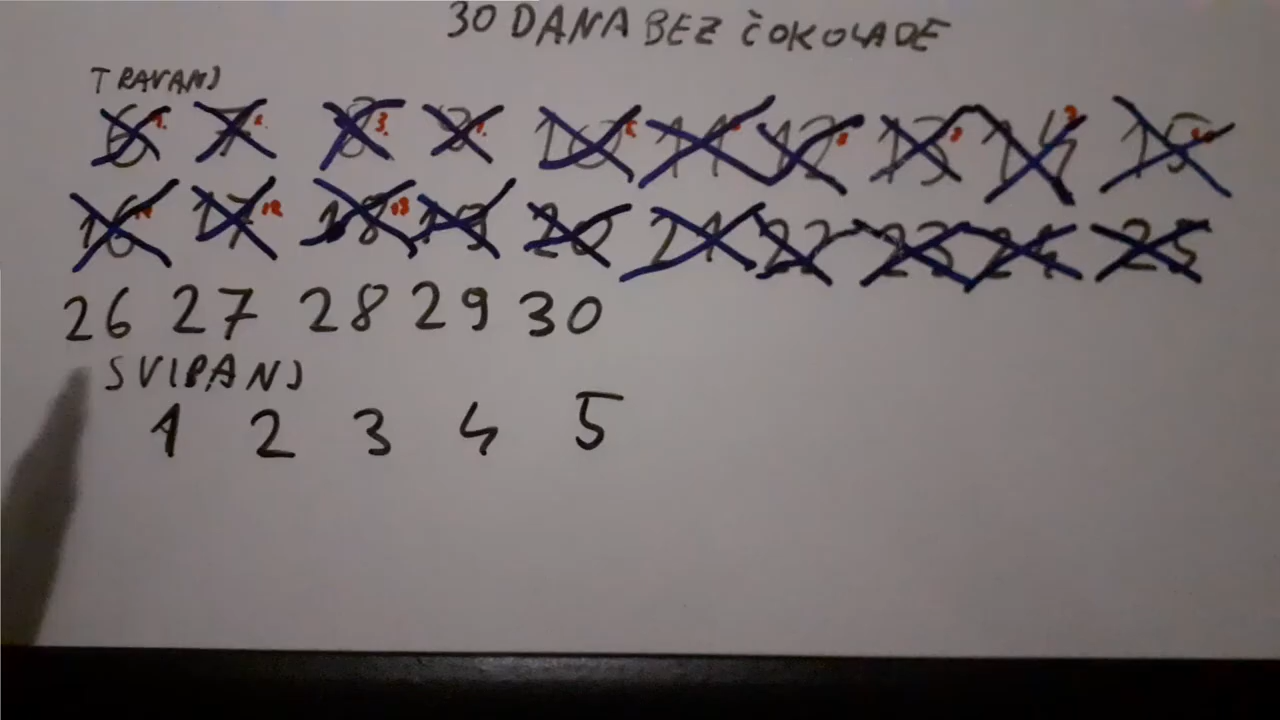 30 DANA BEZ ČOKOLADE
TRAVANJ
6 7 8 9 10 11 12 13 14 15
16 17 18 19 20 21 22 23 24 25
26 27 28 29 30
SVIPANJ
1 2 3 4 5